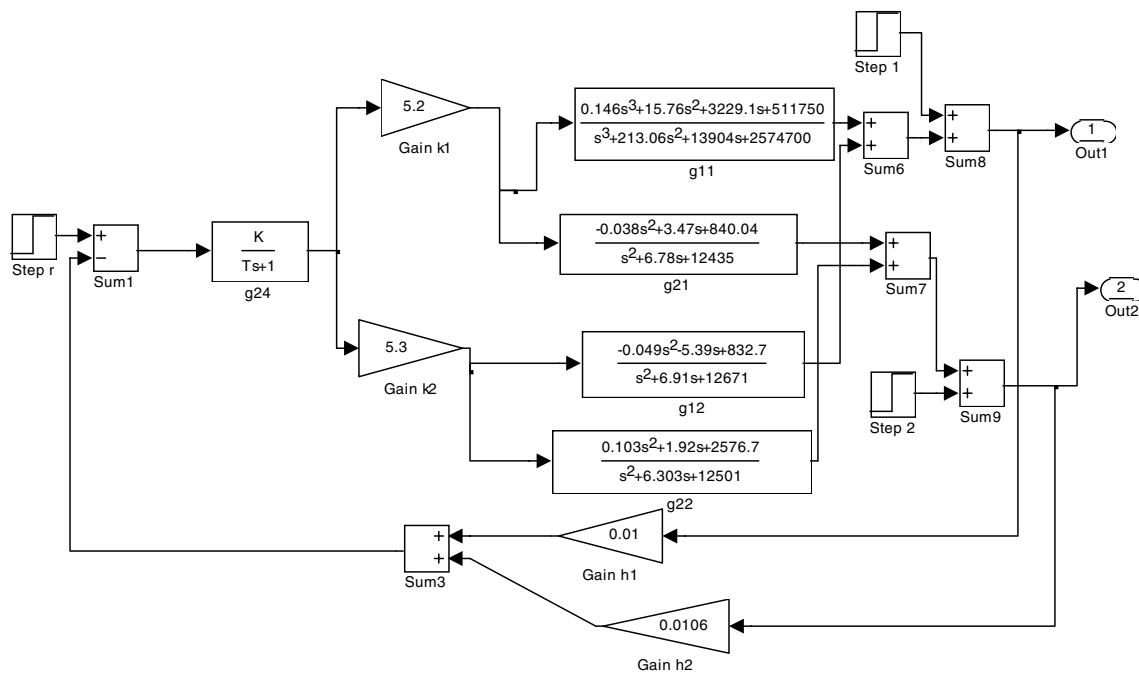 Step 1
5.2
Gain k1
0.146s3+15.76s2+3229.1s+511750
s3+213.06s2+13904s+2574700
g11
+
+
Sum6
+
+
Sum8
1
Out1
Step r
+
−
Sum1
K
Ts+1
g24
-0.038s2+3.47s+840.04
s2+6.78s+12435
g21
+
+
Sum7
2
Out2
5.3
Gain k2
-0.049s2-5.39s+832.7
s2+6.91s+12671
g12
Step 2
+
+
Sum9
0.103s2+1.92s+2576.7
s2+6.303s+12501
g22
+
+
Sum3
0.01
Gain h1
0.0106
Gain h2